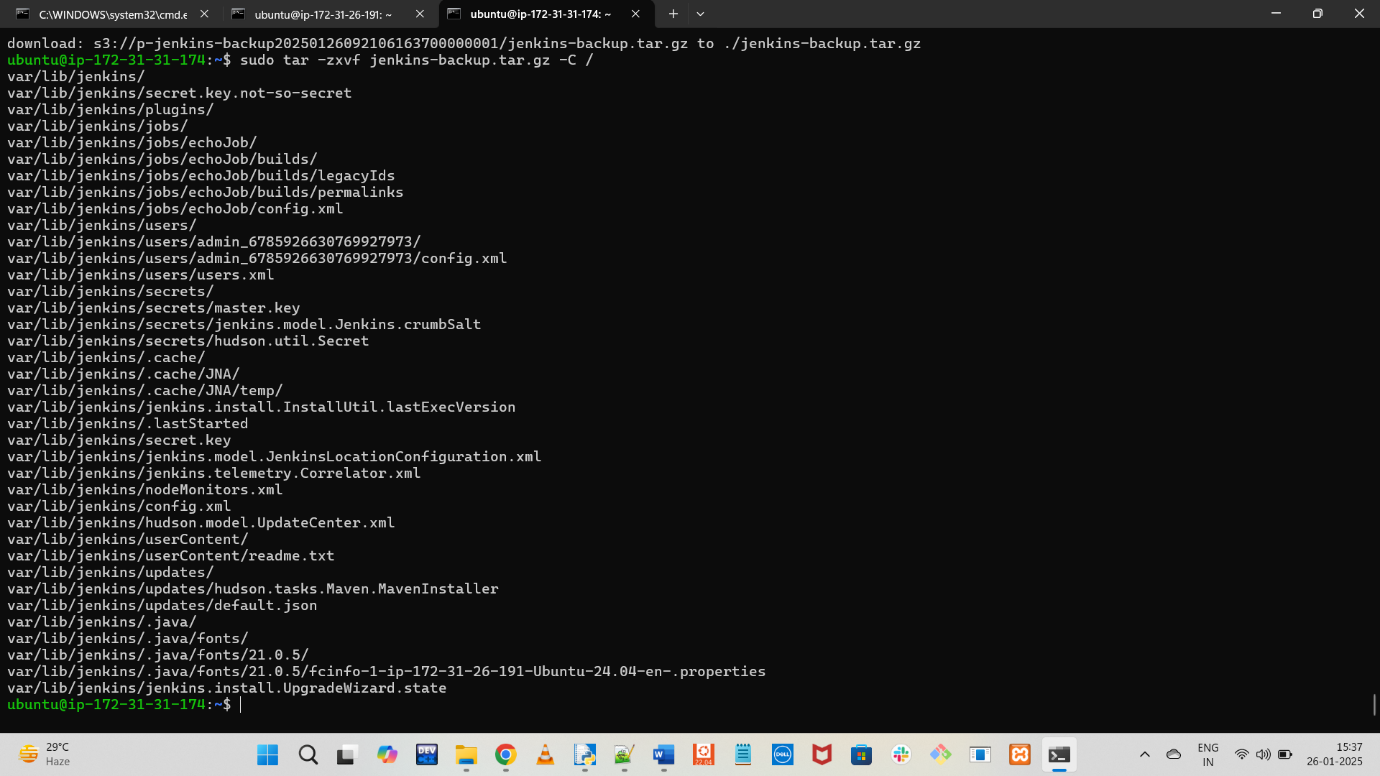 C:\WINDOWS\system32\cmd.e
ubuntu@ip-172-31-26-191: ~
ubuntu@ip-172-31-31-174: ~
download: s3://p-jenkins-backup20250126092106163700000001/jenkins-backup.tar.gz to ./jenkins-backup.tar.gz
ubuntu@ip-172-31-31-174:~$ sudo tar -zxvf jenkins-backup.tar.gz -C /
var/lib/jenkins/
var/lib/jenkins/secret.key.not-so-secret
var/lib/jenkins/plugins/
var/lib/jenkins/jobs/
var/lib/jenkins/jobs/echoJob/
var/lib/jenkins/jobs/echoJob/builds/
var/lib/jenkins/jobs/echoJob/builds/legacyIds
var/lib/jenkins/jobs/echoJob/builds/permalinks
var/lib/jenkins/jobs/echoJob/config.xml
var/lib/jenkins/users/
var/lib/jenkins/users/admin_6785926630769927973/
var/lib/jenkins/users/admin_6785926630769927973/config.xml
var/lib/jenkins/users/users.xml
var/lib/jenkins/secrets/
var/lib/jenkins/secrets/master.key
var/lib/jenkins/secrets/jenkins.model.Jenkins.crumbSalt
var/lib/jenkins/secrets/hudson.util.Secret
var/lib/jenkins/.cache/
var/lib/jenkins/.cache/JNA/
var/lib/jenkins/.cache/JNA/temp/
var/lib/jenkins/jenkins.install.InstallUtil.lastExecVersion
var/lib/jenkins/.lastStarted
var/lib/jenkins/secret.key
var/lib/jenkins/jenkins.model.JenkinsLocationConfiguration.xml
var/lib/jenkins/jenkins.telemetry.Correlator.xml
var/lib/jenkins/nodeMonitors.xml
var/lib/jenkins/config.xml
var/lib/jenkins/hudson.model.UpdateCenter.xml
var/lib/jenkins/userContent/
var/lib/jenkins/userContent/readme.txt
var/lib/jenkins/updates/
var/lib/jenkins/updates/hudson.tasks.Maven.MavenInstaller
var/lib/jenkins/updates/default.json
var/lib/jenkins/.java/
var/lib/jenkins/.java/fonts/
var/lib/jenkins/.java/fonts/21.0.5/
var/lib/jenkins/.java/fonts/21.0.5/fcinfo-1-ip-172-31-26-191-Ubuntu-24.04-en-.properties
var/lib/jenkins/jenkins.install.UpgradeWizard.state
ubuntu@ip-172-31-31-174:~$
29°C
Haze
DEV
W
22.04
DELL
ENG
IN
15:37
26-01-2025